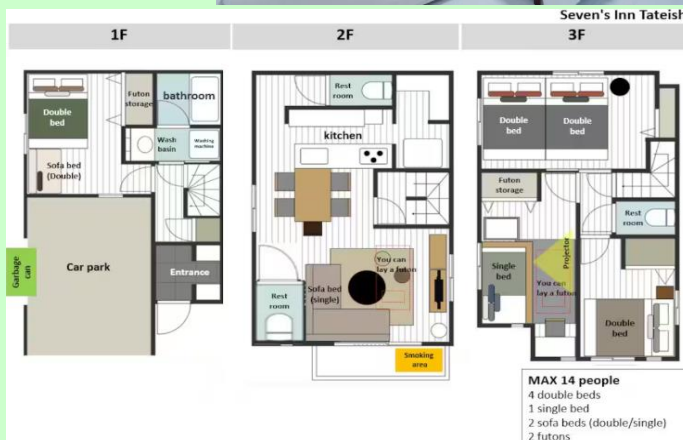 Seven's Inn Tateish
1F
2F
3F
Double
bed
Futon
storage
bathroom
Wash
basin
Washing
machine
Sofa bed
(Double)
Car park
Garbage
can
Entrance
Rest
room
kitchen
You can
lay a futon
Sofa bed
(single)
Rest
room
Smoking
area
Double
bed
Double
bed
Futon
storage
Rest
room
Single
bed
Projector
You can
lay a futon
Double
bed
MAX 14 people
4 double beds
1 single bed
2 sofa beds (double/single)
2 futons